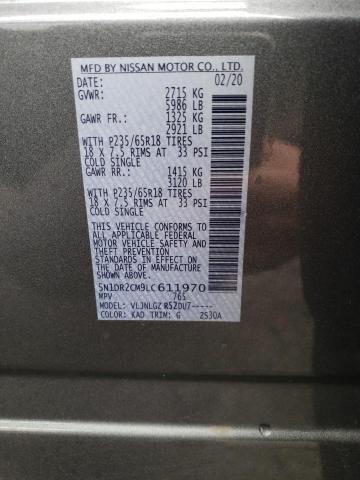 MFD BY NISSAN MOTOR CO., LTD.
DATE: 02/20
GVWR: 2715 KG
5986 LB
GAWR FR.: 1325 KG
2921 LB
WITH P235/65R18 TIRES
18 X 7.5 RIMS AT 33 PSI
COLD SINGLE
GAWR RR.: 1415 KG
3120 LB
WITH P235/65R18 TIRES
18 X 7.5 RIMS AT 33 PSI
COLD SINGLE
THIS VEHICLE CONFORMS TO ALL
APPLICABLE FEDERAL MOTOR
VEHICLE SAFETY
STANDARDS IN EFFECT ON THE
DATE OF MANUFACTURE
SHOWN ABOVE.
5N1DR2CM9LC611970
MPV 765
MODEL: VLJNLGZ R52DU7-----
COLOR: KAD TRIM: G 2530A